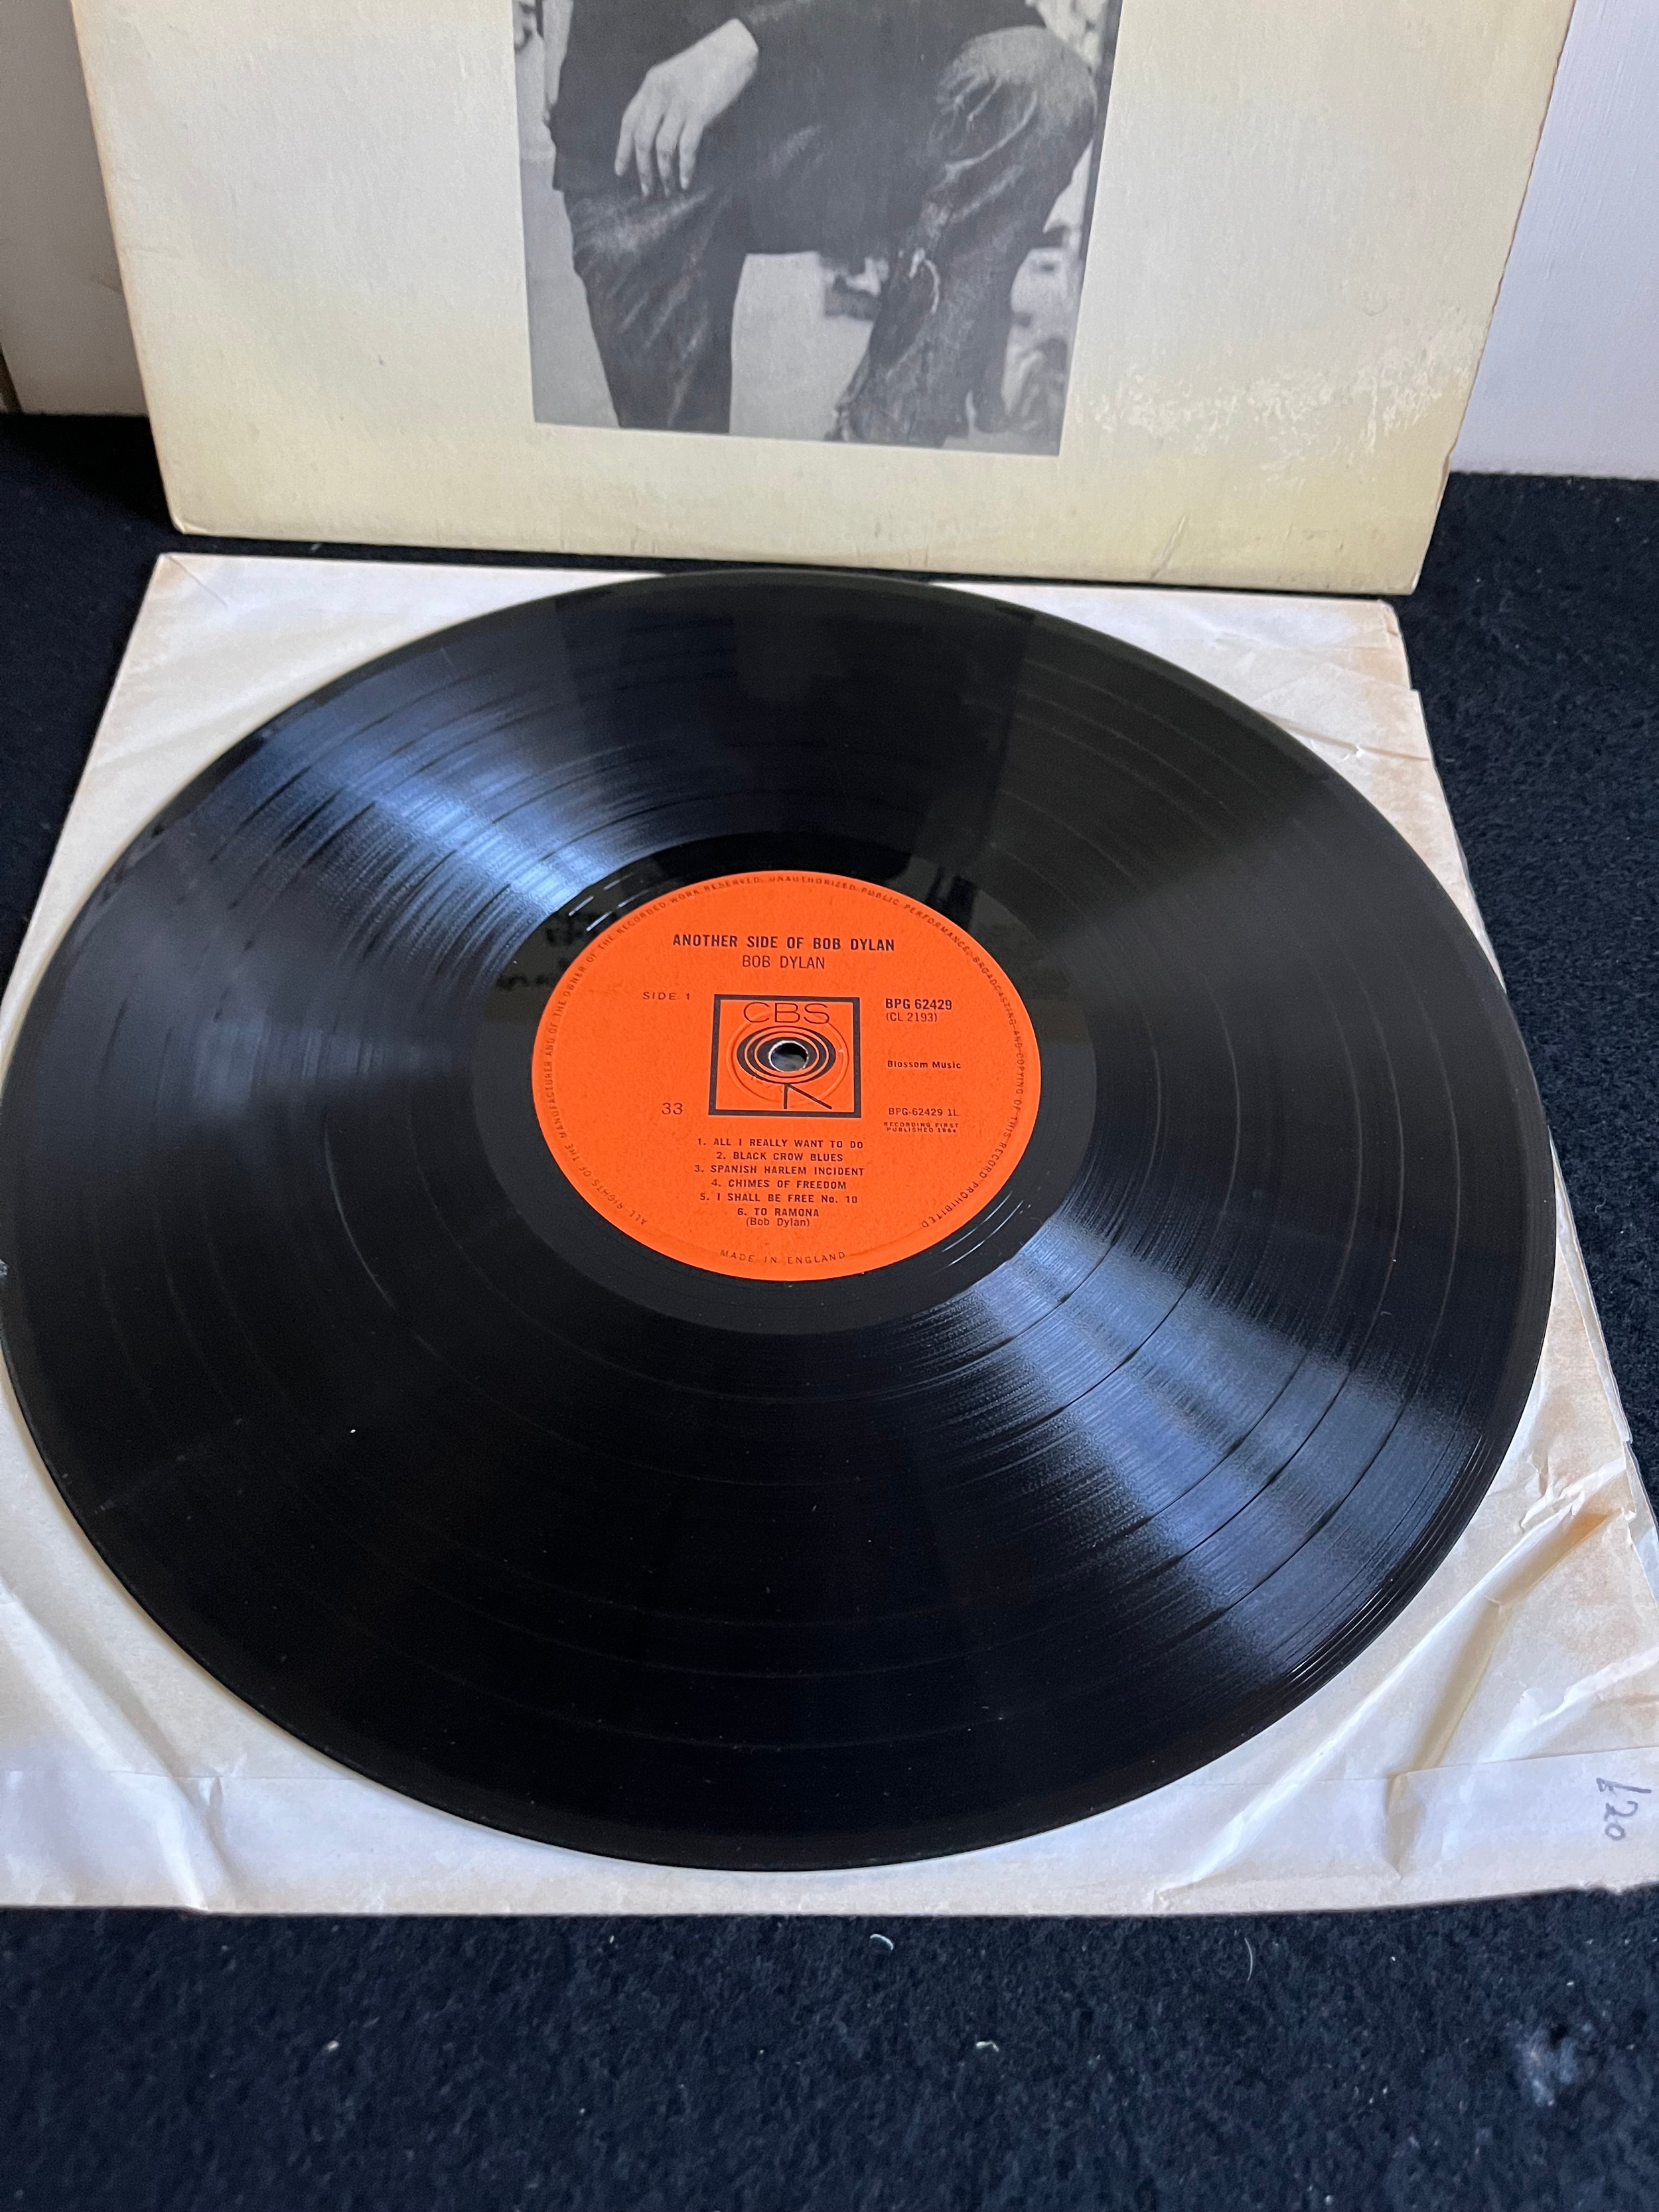 ALL RIGHTS OF THE MANUFACTURER AND OF THE OWNER OF THE RECORDED WORK RESERVED. UNAUTHORIZED PUBLIC PERFORMANCE, BROADCASTING AND COPYING OF THIS RECORD PROHIBITED
ANOTHER SIDE OF BOB DYLAN
BOB DYLAN
SIDE 1
CBS
BPG 62429
(CL 2193)
Blossom Music
33
BPG-62429 1L
RECORDING FIRST
PUBLISHED 1964
1. ALL I REALLY WANT TO DO
2. BLACK CROW BLUES
3. SPANISH HARLEM INCIDENT
4. CHIMES OF FREEDOM
5. I SHALL BE FREE No. 10
6. TO RAMONA
(Bob Dylan)
MADE IN ENGLAND
£20